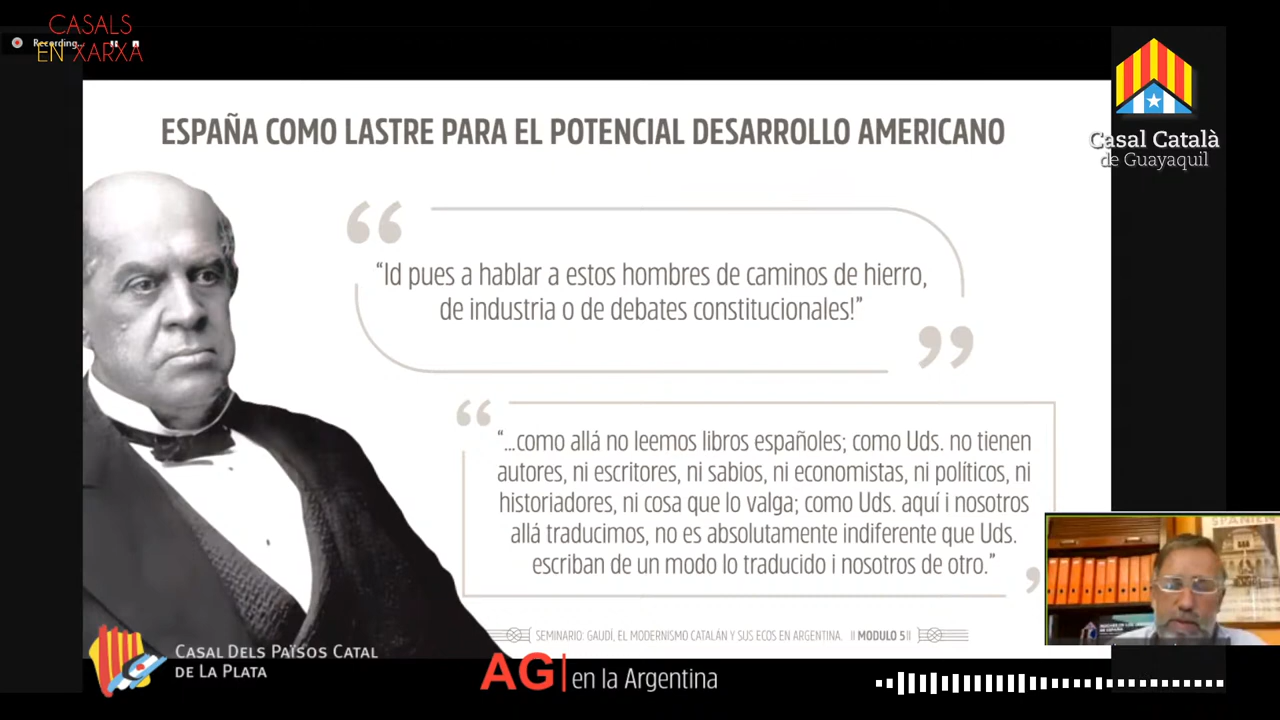 CASALS
EN XARXA
Recording...
Casal Català
de Guayaquil
ESPAÑA COMO LASTRE PARA EL POTENCIAL DESARROLLO AMERICANO
“Id pues a hablar a estos hombres de caminos de hierro,
de industria o de debates constitucionales!”
“...como allá no leemos libros españoles; como Uds. no tienen
autores, ni escritores, ni sabios, ni economistas, ni políticos, ni
historiadores, ni cosa que lo valga; como Uds. aquí i nosotros
allá traducimos, no es absolutamente indiferente que Uds.
escriban de un modo lo traducido i nosotros de otro.”
SEMINARIO: GAUDÍ, EL MODERNISMO CATALÁN Y SUS ECOS EN ARGENTINA. || MODULO 5 ||
CASAL DELS PAÏSOS CATAL
DE LA PLATA
AG| en la Argentina